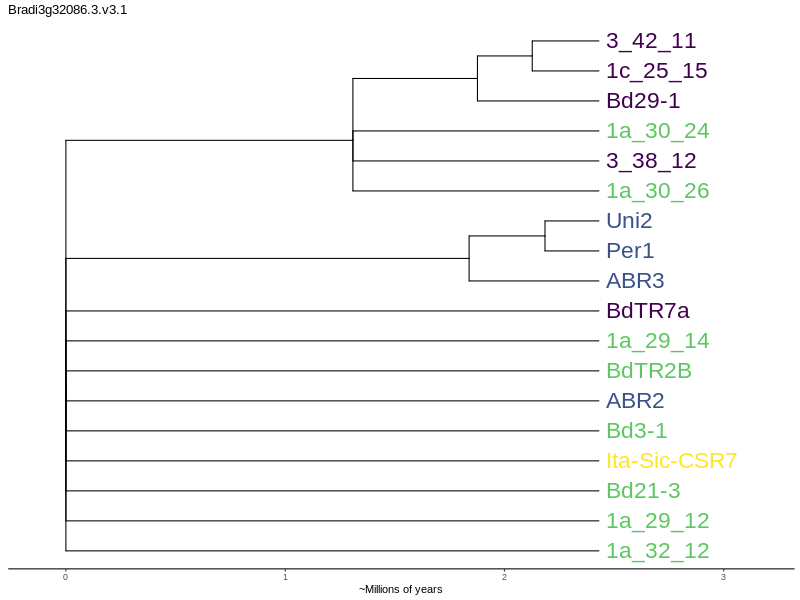 Bradi3g32086.3.v3.1
3_42_11
1c_25_15
Bd29-1
1a_30_24
3_38_12
1a_30_26
Uni2
Per1
ABR3
BdTR7a
1a_29_14
BdTR2B
ABR2
Bd3-1
Ita-Sic-CSR7
Bd21-3
1a_29_12
1a_32_12
0 1 2 3
~Millions of years